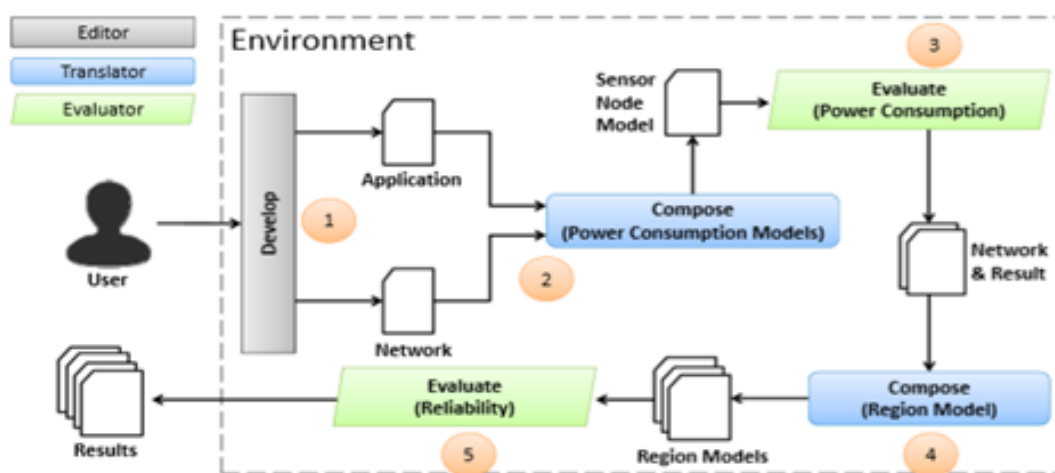 Editor
Translator
Evaluator
Environment
3
Sensor
Node
Model
Evaluate
(Power Consumption)
Application
Develop
1
Compose
(Power Consumption Models)
2
User
Network
& Result
Network
Evaluate
(Reliability)
Compose
(Region Model)
Results
5
Region Models
4